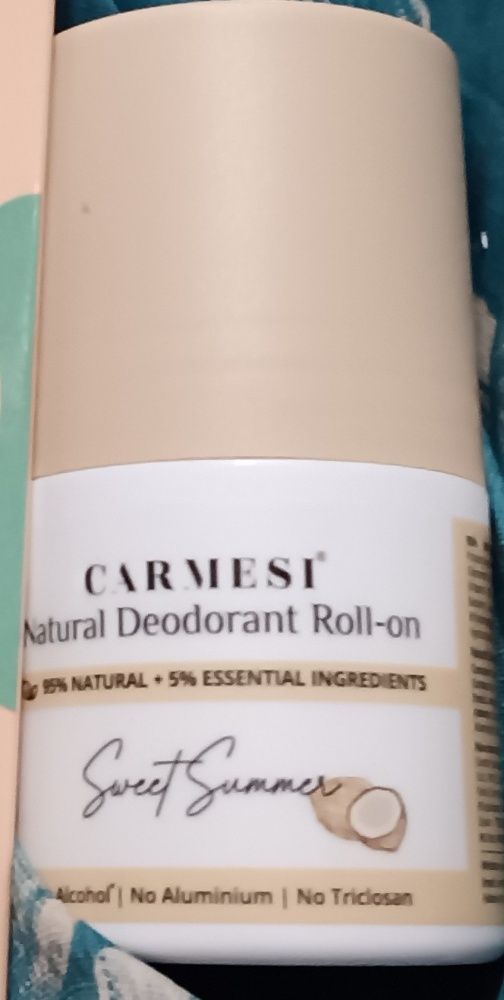 CARMESI®
Natural Deodorant Roll-on
95% NATURAL + 5% ESSENTIAL INGREDIENTS
Sweet Summer
Alcohol* | No Aluminium | No Triclosan